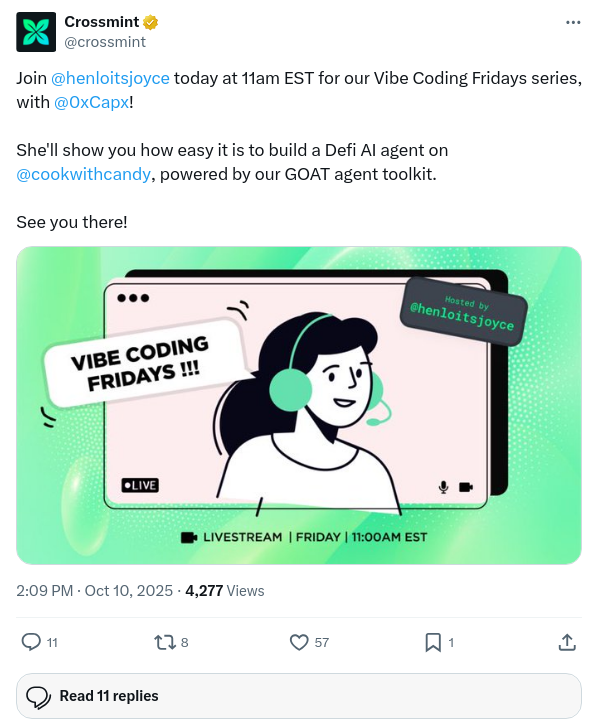 Crossmint
@crossmint
Join @henloitsjoyce today at 11am EST for our Vibe Coding Fridays series,
with @0xCapx!
She'll show you how easy it is to build a Defi AI agent on
@cookwithcandy, powered by our GOAT agent toolkit.
See you there!
Hosted by
@henloitsjoyce
VIBE CODING
FRIDAYS !!!
LIVE
LIVESTREAM | FRIDAY | 11:00AM EST
2:09 PM · Oct 10, 2025 · 4,277 Views
11 8 57 1
Read 11 replies